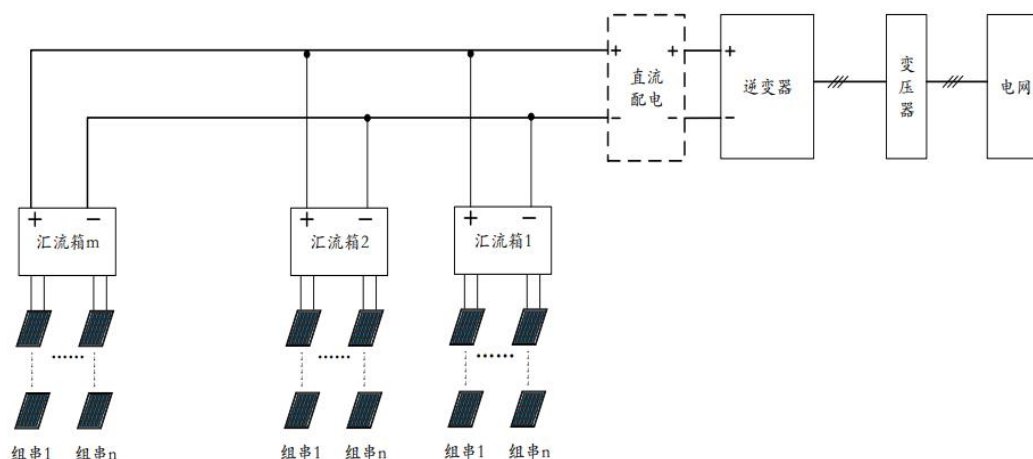 + +
直流
配电
- -
+
逆变器
-
变
压
器
电网
+ -
汇流箱m
+ -
汇流箱2
+ -
汇流箱1
......
......
......
组串1 组串n
组串1 组串n
组串1 组串n